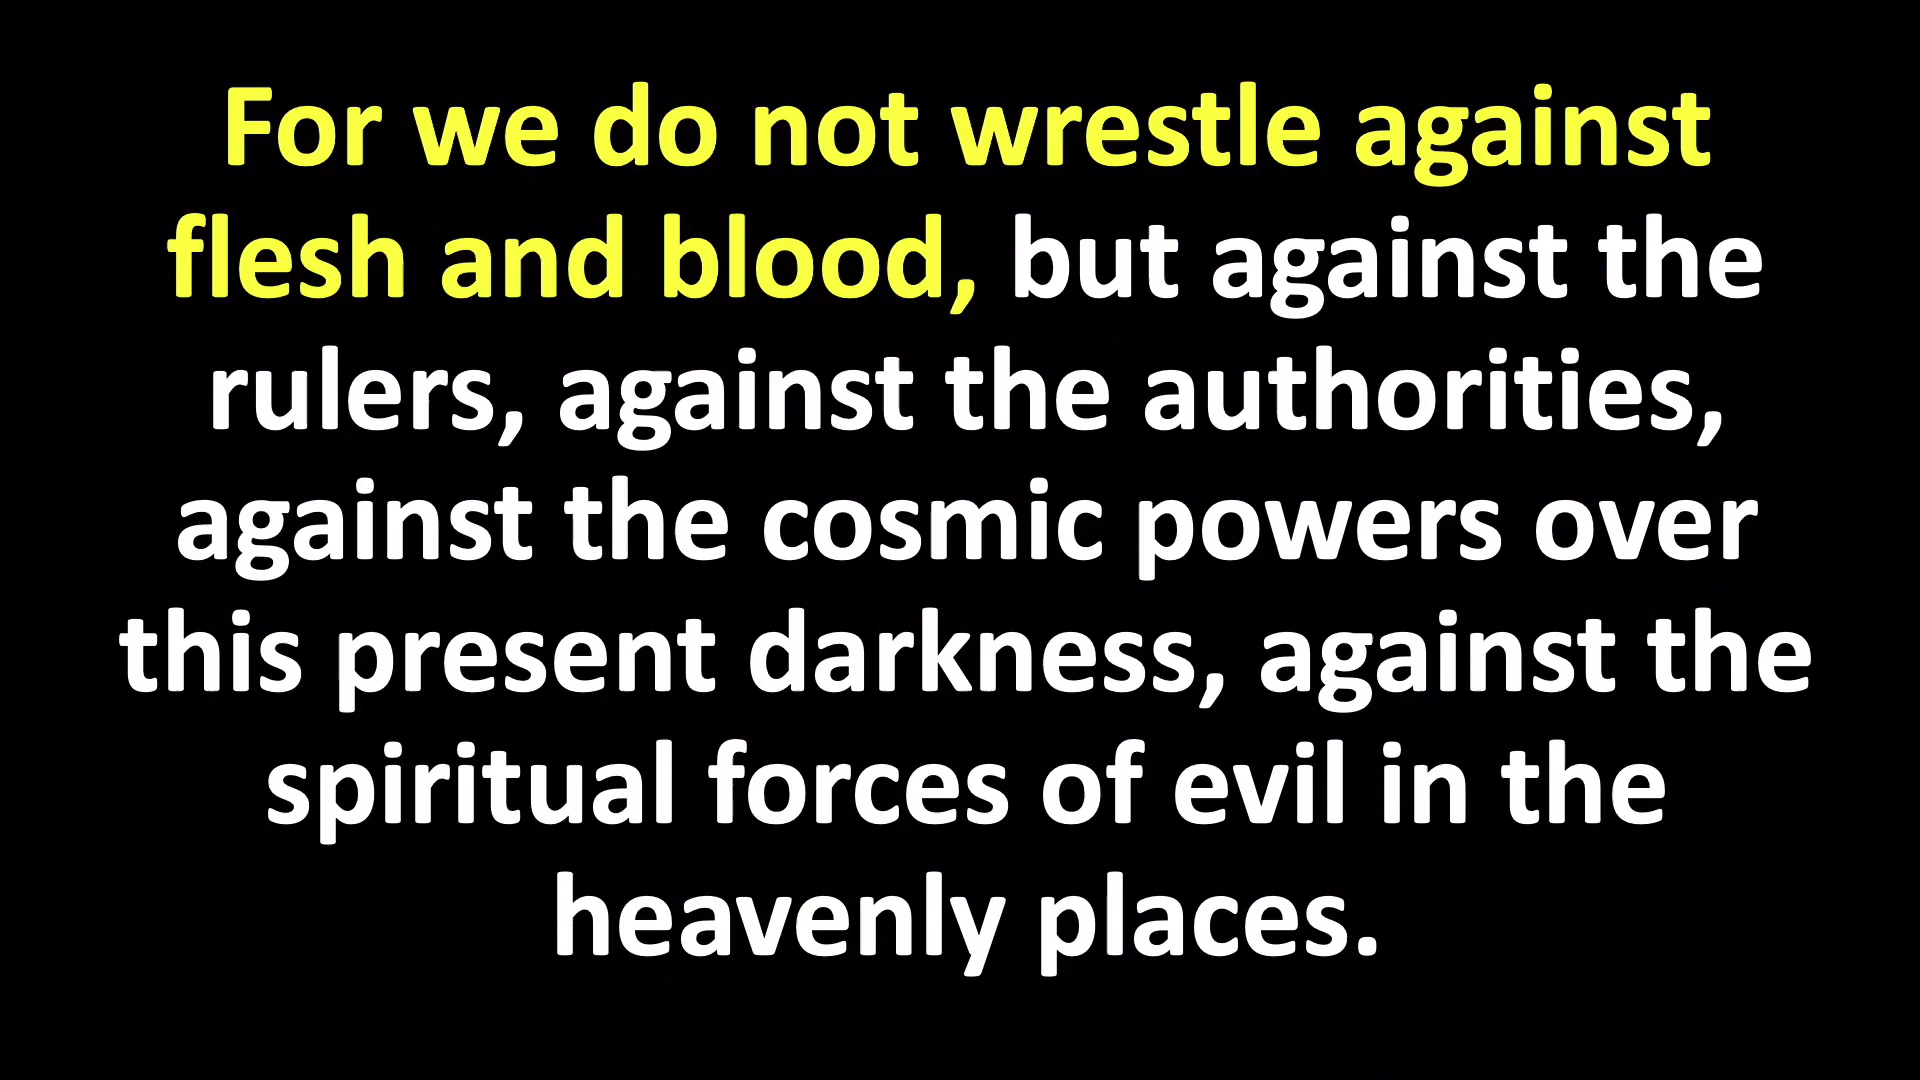 For we do not wrestle against
flesh and blood, but against the
rulers, against the authorities,
against the cosmic powers over
this present darkness, against the
spiritual forces of evil in the
heavenly places.